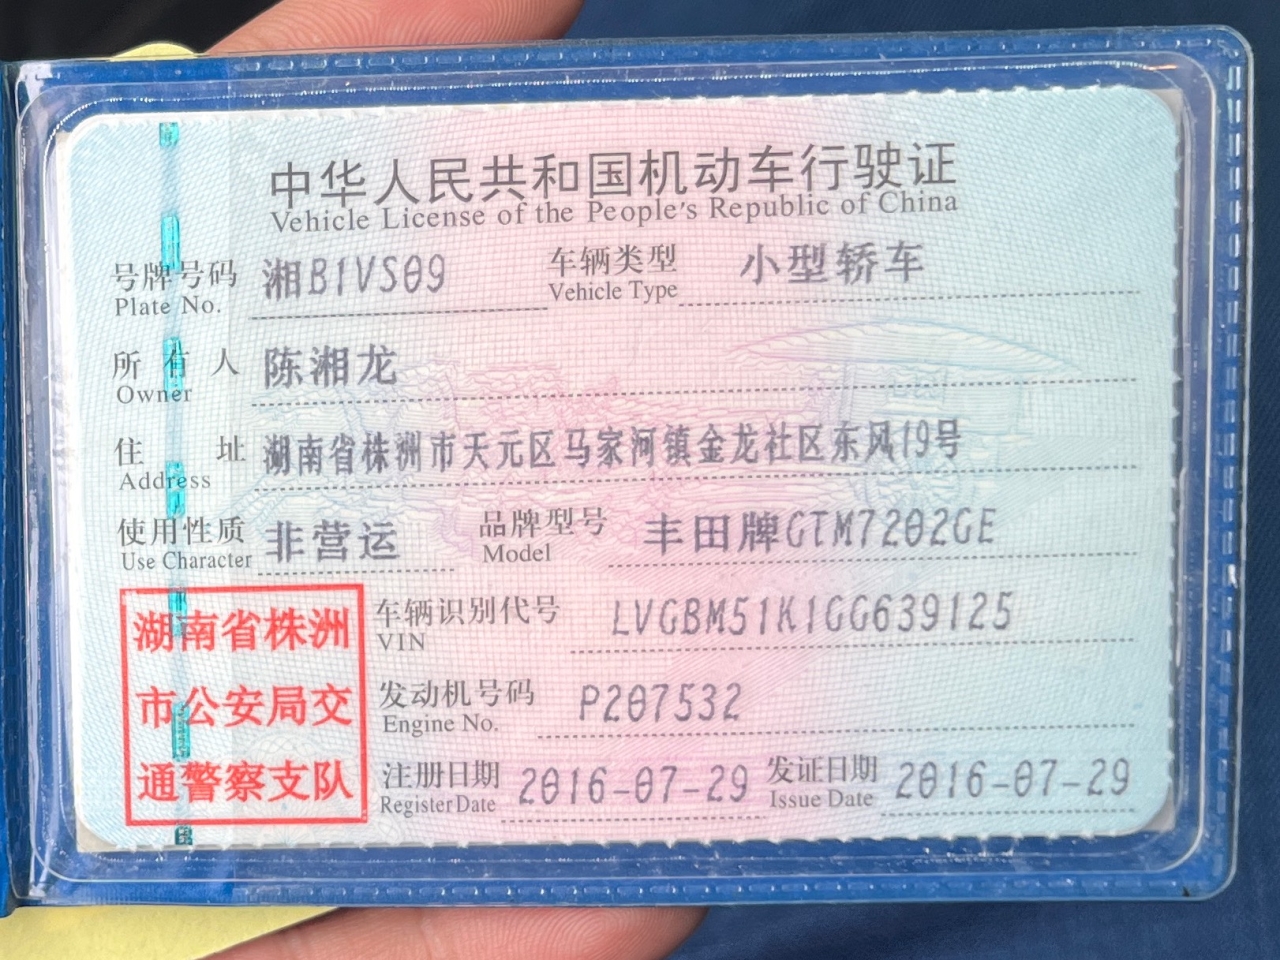 中华人民共和国机动车行驶证
Vehicle License of the People's Republic of China
号牌号码 湘B1VS09 车辆类型 小型轿车
Plate No. Vehicle Type
所有人 陈湘龙
Owner
住址 湖南省株洲市天元区马家河镇金龙社区东风19号
Address
使用性质 非营运 品牌型号 丰田牌GTM7202GE
Use Character Model
湖南省株洲
市公安局交
通警察支队
车辆识别代号 LVGBM51K1GG639125
VIN
发动机号码 P207532
Engine No.
注册日期 2016-07-29 发证日期 2016-07-29
Register Date Issue Date